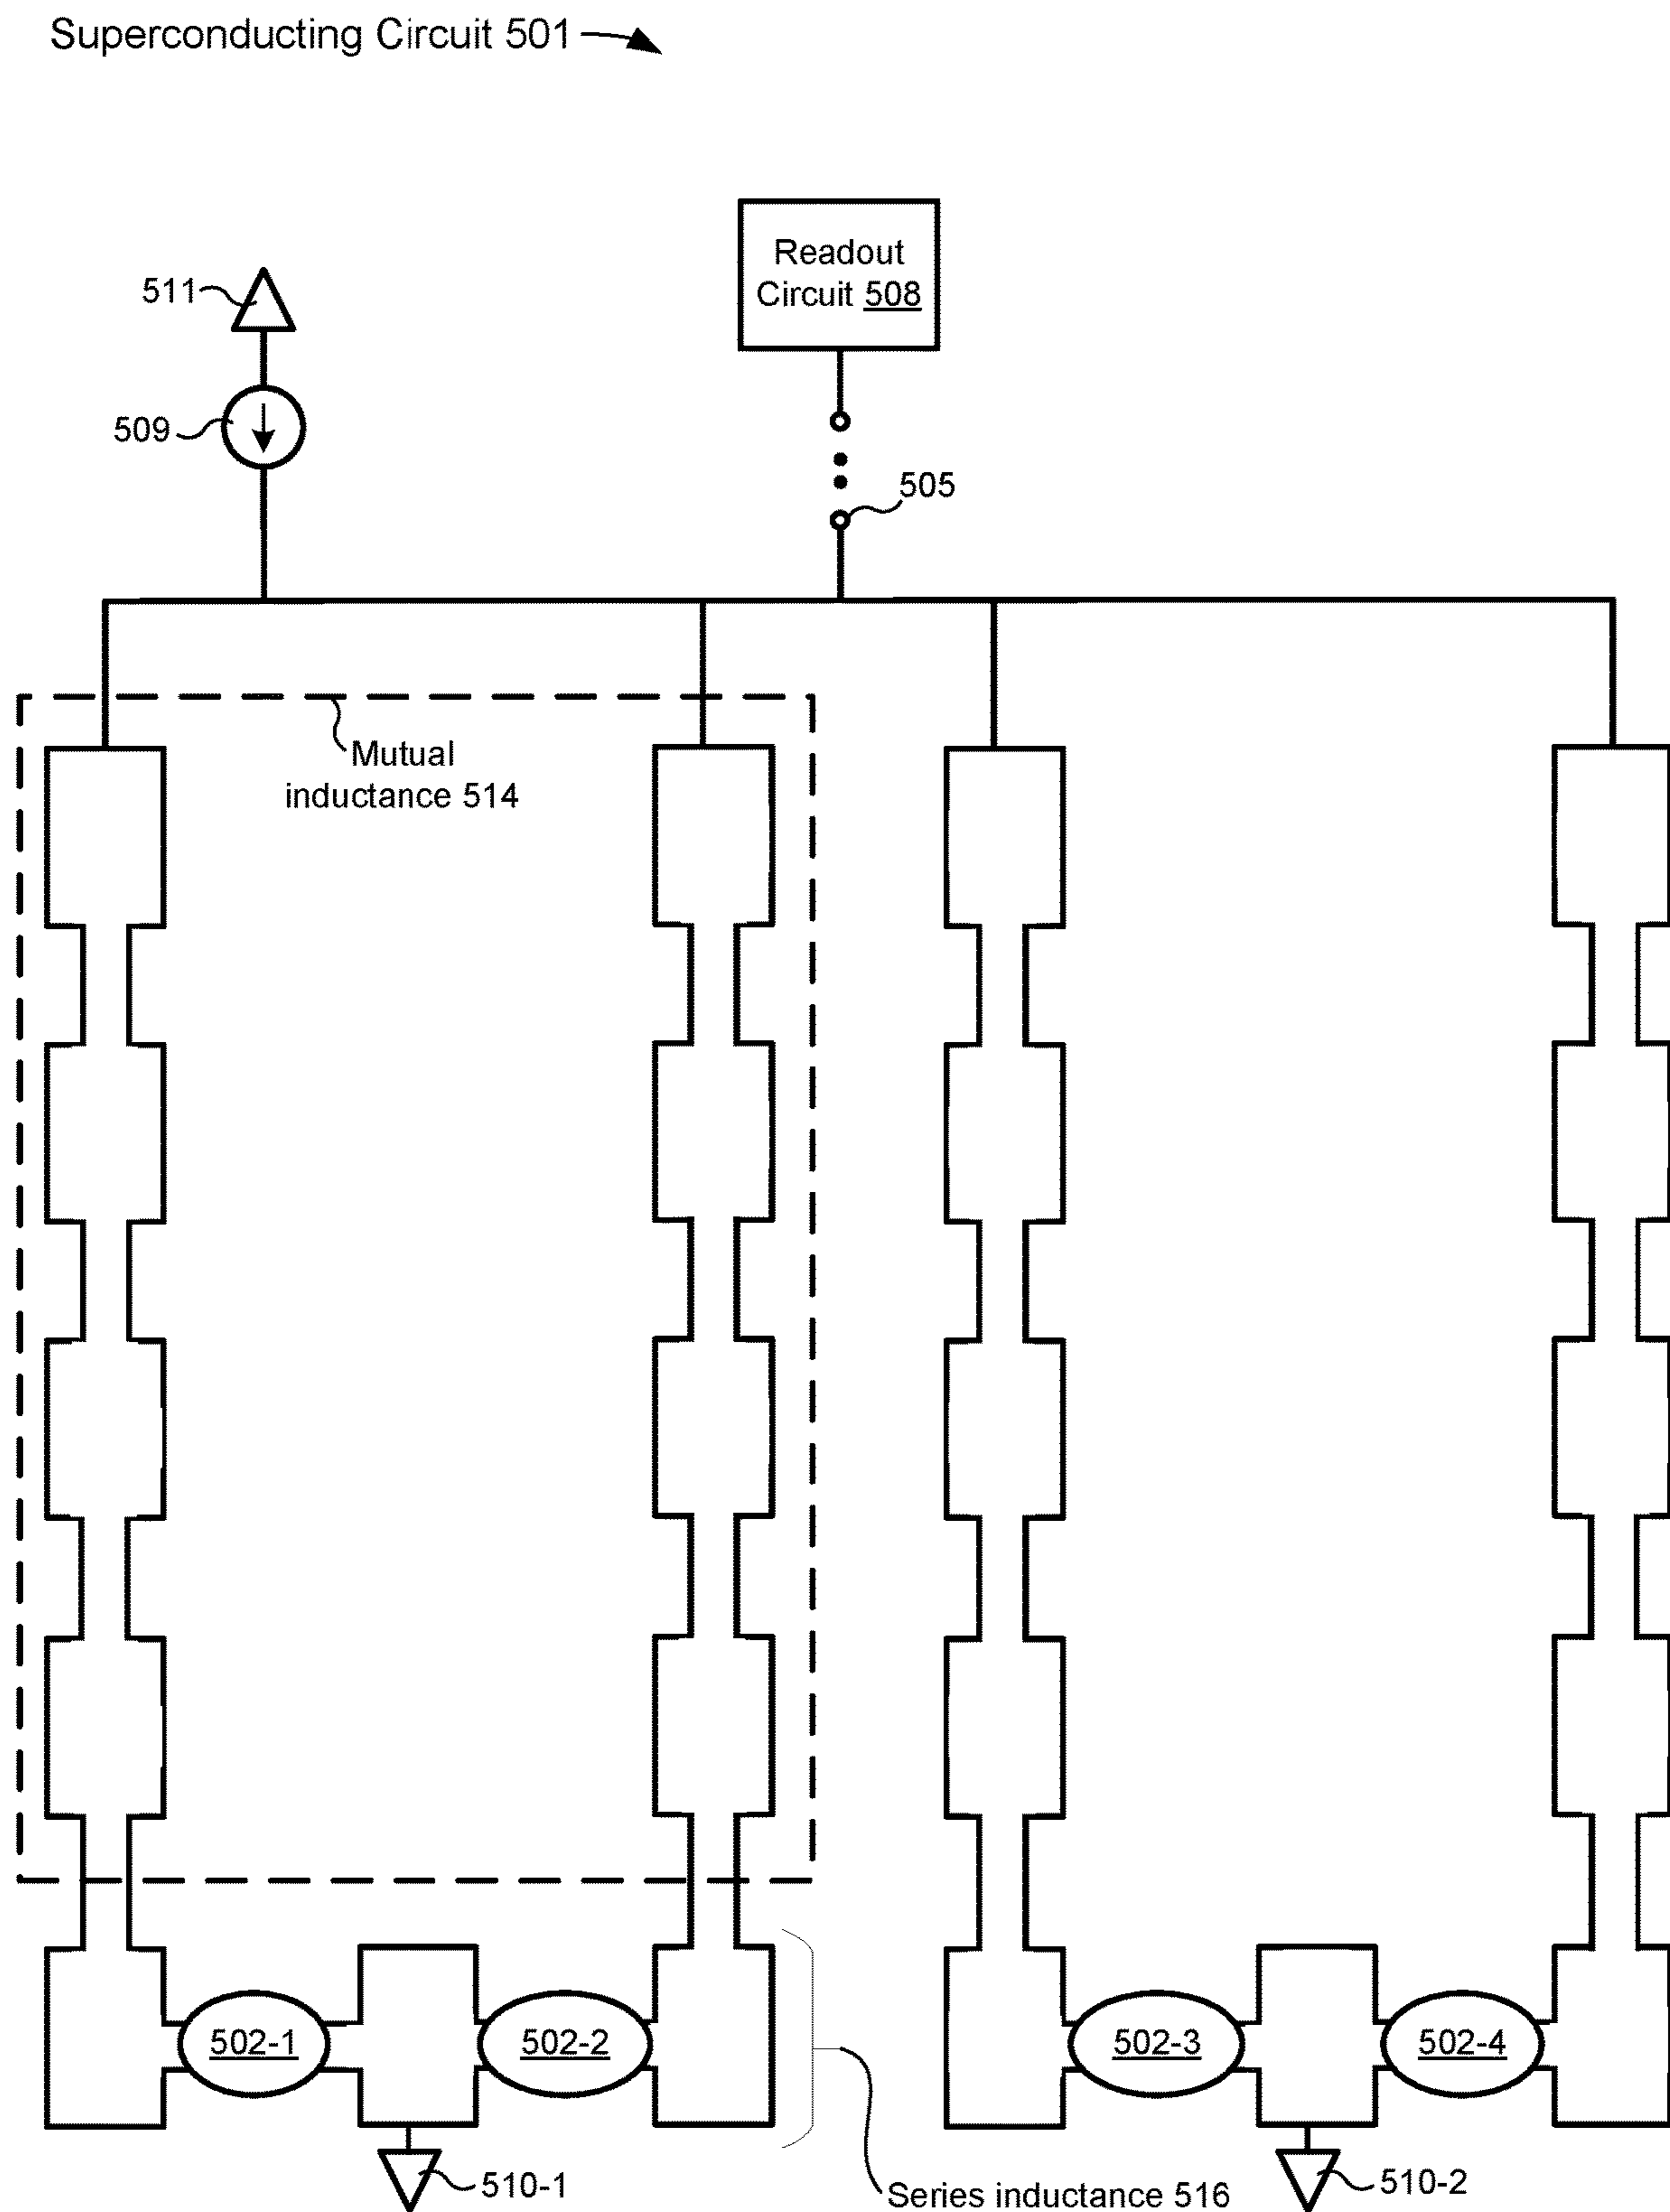 Superconducting Circuit 501
Readout
Circuit 508
511
509
505
Mutual
inductance 514
502-1
502-2
502-3
502-4
510-1
510-2
Series inductance 516